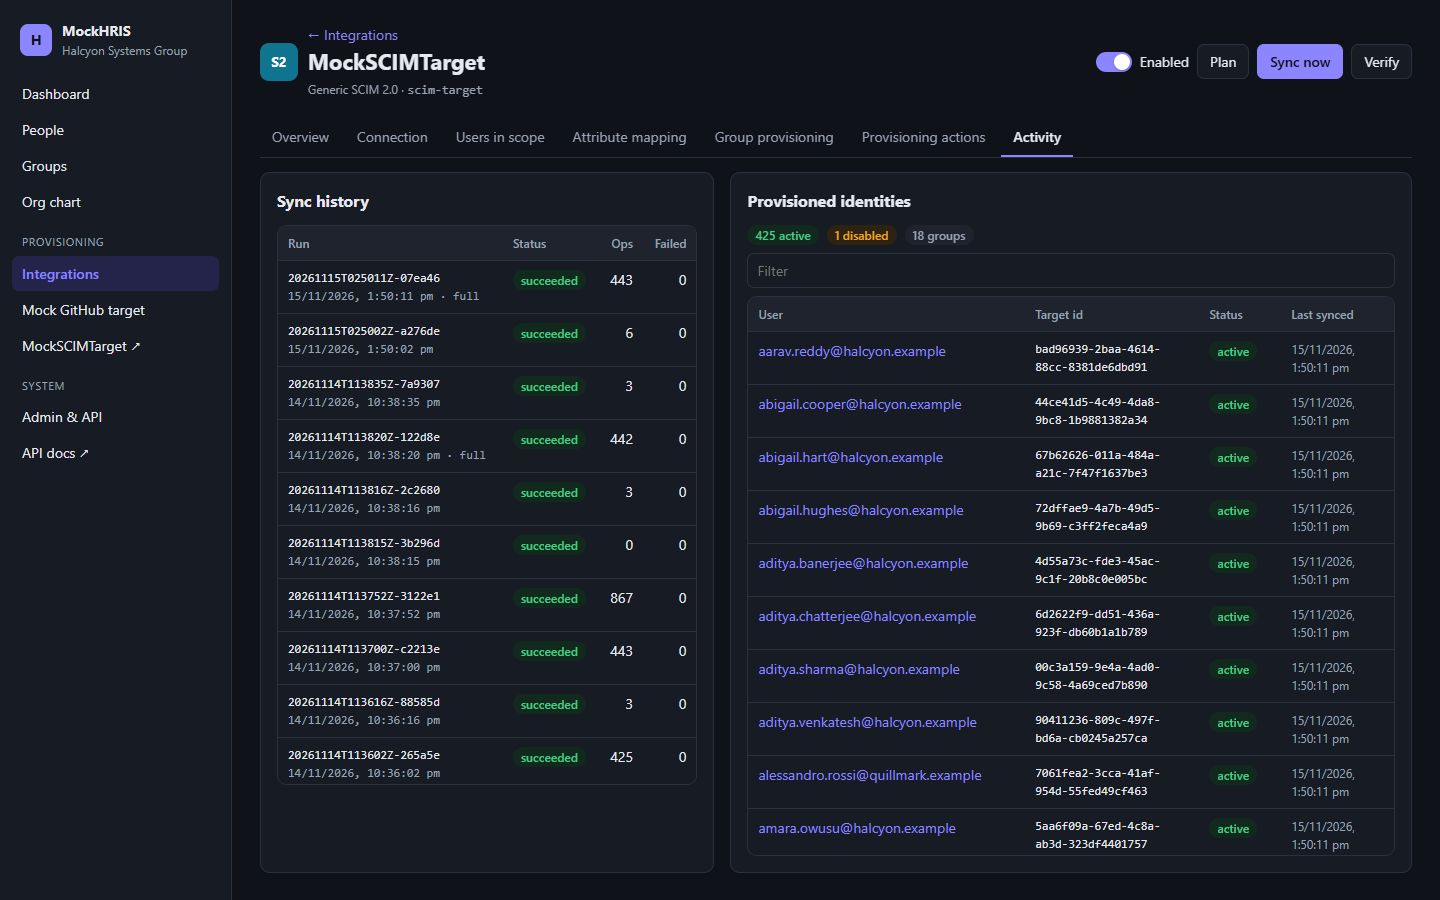 H
MockHRIS
Halcyon Systems Group
Dashboard
People
Groups
Org chart
PROVISIONING
Integrations
Mock GitHub target
MockSCIMTarget ↗
SYSTEM
Admin & API
API docs ↗
← Integrations
S2
MockSCIMTarget
Generic SCIM 2.0 · scim-target
Enabled
Plan
Sync now
Verify
Overview
Connection
Users in scope
Attribute mapping
Group provisioning
Provisioning actions
Activity
Sync history
Run Status Ops Failed
20261115T025011Z-07ea46 succeeded 443 0
15/11/2026, 1:50:11 pm · full
20261115T025002Z-a276de succeeded 6 0
15/11/2026, 1:50:02 pm
20261114T113835Z-7a9307 succeeded 3 0
14/11/2026, 10:38:35 pm
20261114T113820Z-122d8e succeeded 442 0
14/11/2026, 10:38:20 pm · full
20261114T113816Z-2c2680 succeeded 3 0
14/11/2026, 10:38:16 pm
20261114T113815Z-3b296d succeeded 0 0
14/11/2026, 10:38:15 pm
20261114T113752Z-3122e1 succeeded 867 0
14/11/2026, 10:37:52 pm
20261114T113700Z-c2213e succeeded 443 0
14/11/2026, 10:37:00 pm
20261114T113616Z-88585d succeeded 3 0
14/11/2026, 10:36:16 pm
20261114T113602Z-265a5e succeeded 425 0
14/11/2026, 10:36:02 pm
Provisioned identities
425 active 1 disabled 18 groups
Filter
User Target id Status Last synced
aarav.reddy@halcyon.example bad96939-2baa-4614- active 15/11/2026,
88cc-8381de6dbd91 1:50:11 pm
abigail.cooper@halcyon.example 44ce41d5-4c49-4da8- active 15/11/2026,
9bc8-1b9881382a34 1:50:11 pm
abigail.hart@halcyon.example 67b62626-011a-484a- active 15/11/2026,
a21c-7f47f1637be3 1:50:11 pm
abigail.hughes@halcyon.example 72dffae9-4a7b-49d5- active 15/11/2026,
9b69-c3ff2feca4a9 1:50:11 pm
aditya.banerjee@halcyon.example 4d55a73c-fde3-45ac- active 15/11/2026,
9c1f-20b8c0e005bc 1:50:11 pm
aditya.chatterjee@halcyon.example 6d2622f9-dd51-436a- active 15/11/2026,
923f-db60b1a1b789 1:50:11 pm
aditya.sharma@halcyon.example 00c3a159-9e4a-4ad0- active 15/11/2026,
9c58-4a69ced7b890 1:50:11 pm
aditya.venkatesh@halcyon.example 90411236-809c-497f- active 15/11/2026,
bd6a-cb0245a257ca 1:50:11 pm
alessandro.rossi@quillmark.example 7061fea2-3cca-41af- active 15/11/2026,
954d-55fed49cf463 1:50:11 pm
amara.owusu@halcyon.example 5aa6f09a-67ed-4c8a- active 15/11/2026,
ab3d-323df4401757 1:50:11 pm